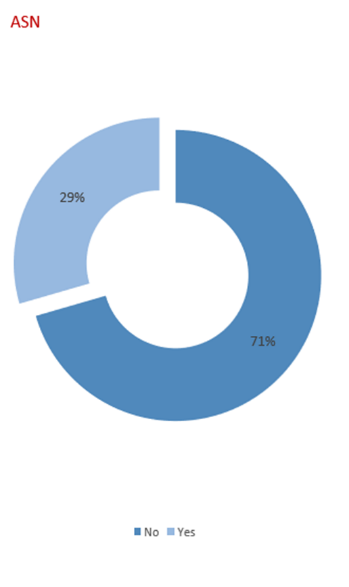 ASN
29%
71%
No Yes